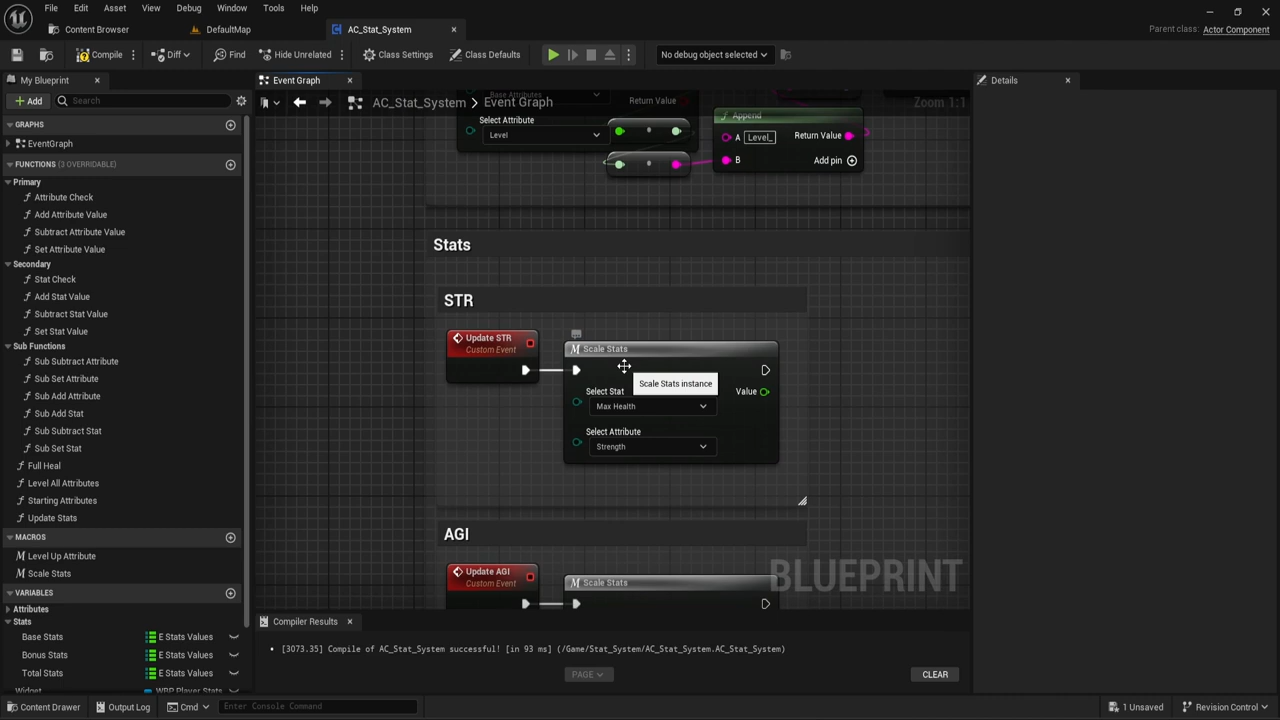 File Edit Asset View Debug Window Tools Help
Content Browser DefaultMap AC_Stat_System
Parent class: Actor Component
Compile Diff Find Hide Unrelated Class Settings Class Defaults No debug object selected
My Blueprint Event Graph Details
Add Search
AC_Stat_System Event Graph Zoom 1:1
Base Attributes Return Value
Select Attribute
Level
Append
A Level_ Return Value
B Add pin
GRAPHS
EventGraph
FUNCTIONS (3 OVERRIDABLE)
Primary
Attribute Check
Add Attribute Value
Subtract Attribute Value
Set Attribute Value
Secondary
Stat Check
Add Stat Value
Subtract Stat Value
Set Stat Value
Sub Functions
Sub Subtract Attribute
Sub Set Attribute
Sub Add Attribute
Sub Add Stat
Sub Subtract Stat
Sub Set Stat
Full Heal
Level All Attributes
Starting Attributes
Update Stats
MACROS
Level Up Attribute
Scale Stats
VARIABLES
Attributes
Stats
Base Stats E Stats Values
Bonus Stats E Stats Values
Total Stats E Stats Values
Widget WBP Player Stats
Stats
STR
Update STR
Custom Event
Scale Stats
Scale Stats instance
Select Stat Value
Max Health
Select Attribute
Strength
AGI
Update AGI
Custom Event
Scale Stats
BLUEPRINT
Compiler Results
[3073.35] Compile of AC_Stat_System successful! [in 93 ms] (/Game/Stat_System/AC_Stat_System.AC_Stat_System)
PAGE CLEAR
Content Drawer Output Log Cmd Enter Console Command 1 Unsaved Revision Control